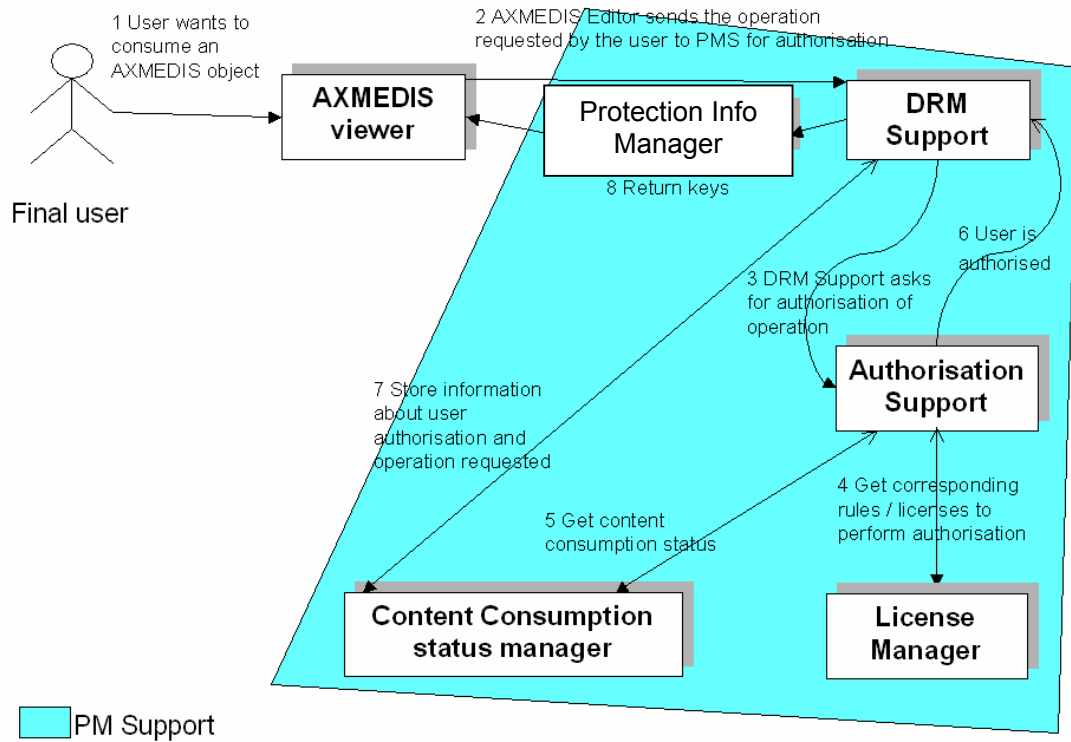 1 User wants to
consume an
AXMEDIS object
2 AXMEDIS Editor sends the operation
requested by the user to PMS for authorisation
AXMEDIS
viewer
Protection Info
Manager
DRM
Support
8 Return keys
Final user
6 User is
authorised
3 DRM Support asks
for authorisation of
operation
Authorisation
Support
7 Store information
about user
authorisation and
operation requested
4 Get corresponding
rules / licenses to
perform authorisation
5 Get content
consumption status
Content Consumption
status manager
License
Manager
PM Support